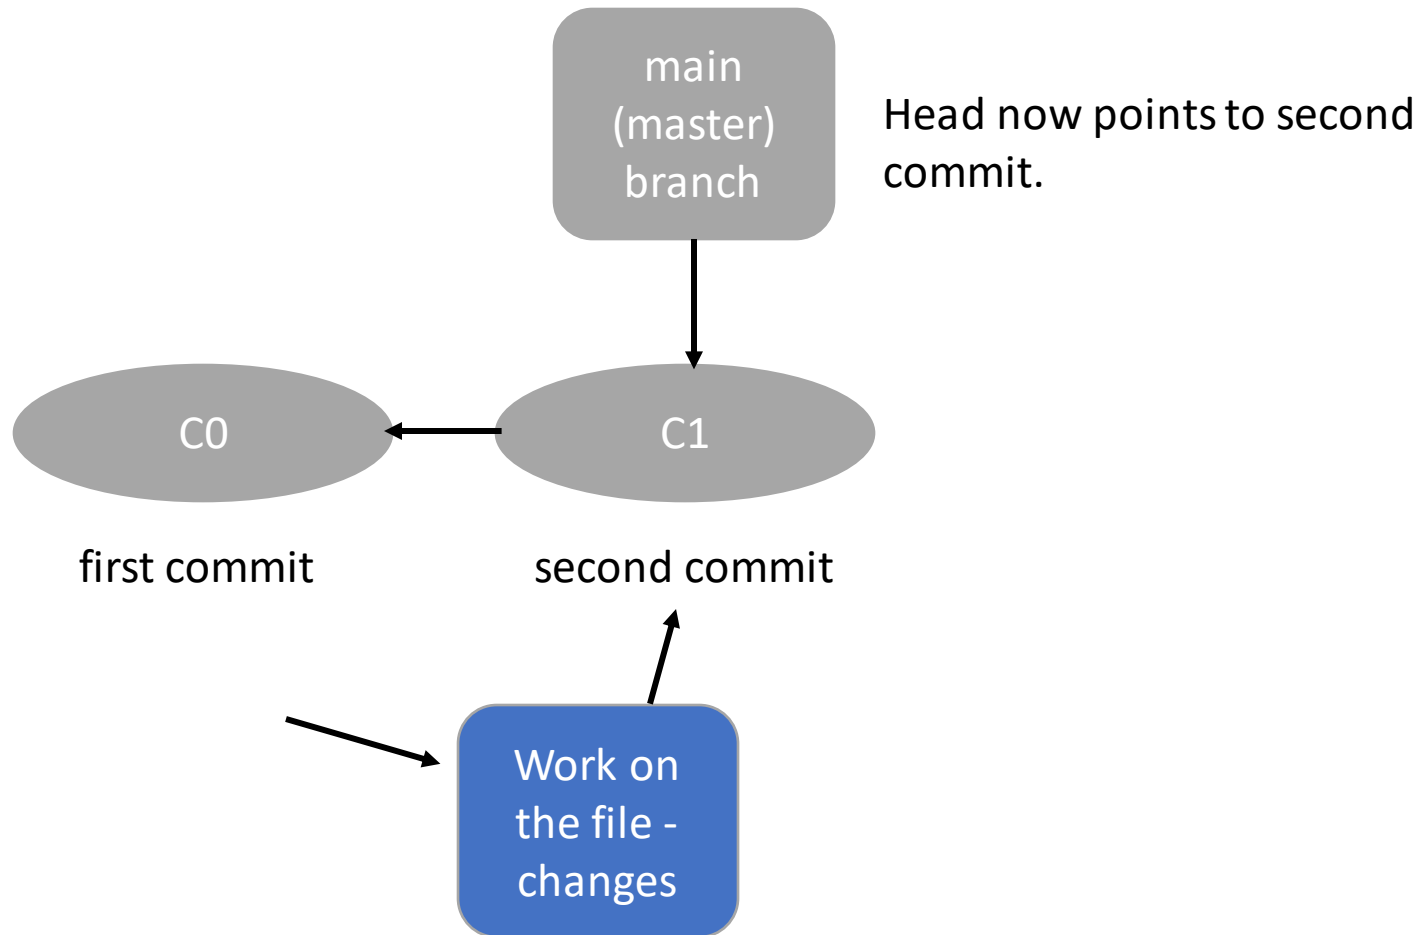 main
(master)
branch
Head now points to second
commit.
C0
C1
first commit
second commit
Work on
the file -
changes